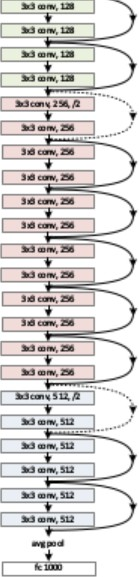 3x3 conv, 128
3x3 conv, 128
3x3 conv, 128
3x3 conv, 128
3x3 conv, 256, /2
3x3 conv, 256
3x3 conv, 256
3x3 conv, 256
3x3 conv, 256
3x3 conv, 256
3x3 conv, 256
3x3 conv, 256
3x3 conv, 256
3x3 conv, 256
3x3 conv, 256
3x3 conv, 256
3x3 conv, 512, /2
3x3 conv, 512
3x3 conv, 512
3x3 conv, 512
3x3 conv, 512
3x3 conv, 512
avg pool
fc 1000